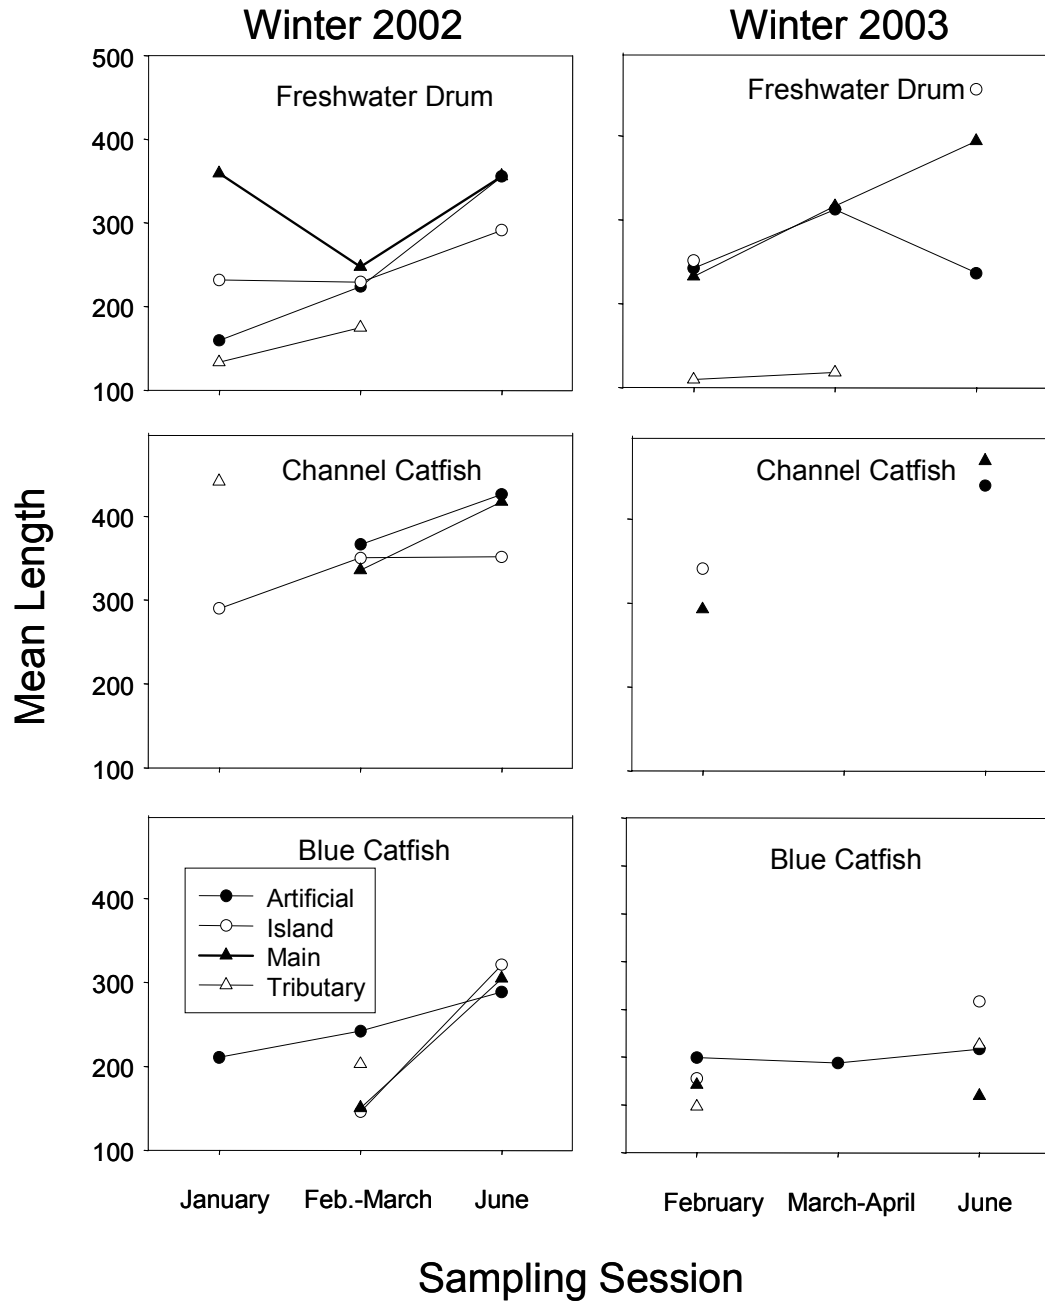 Winter 2002
Winter 2003
500
400
300
200
100
Freshwater Drum
Freshwater Drum
400
300
200
100
Channel Catfish
Channel Catfish
Mean Length
400
300
200
100
Blue Catfish
Artificial
Island
Main
Tributary
Blue Catfish
January Feb.-March June
February March-April June
Sampling Session